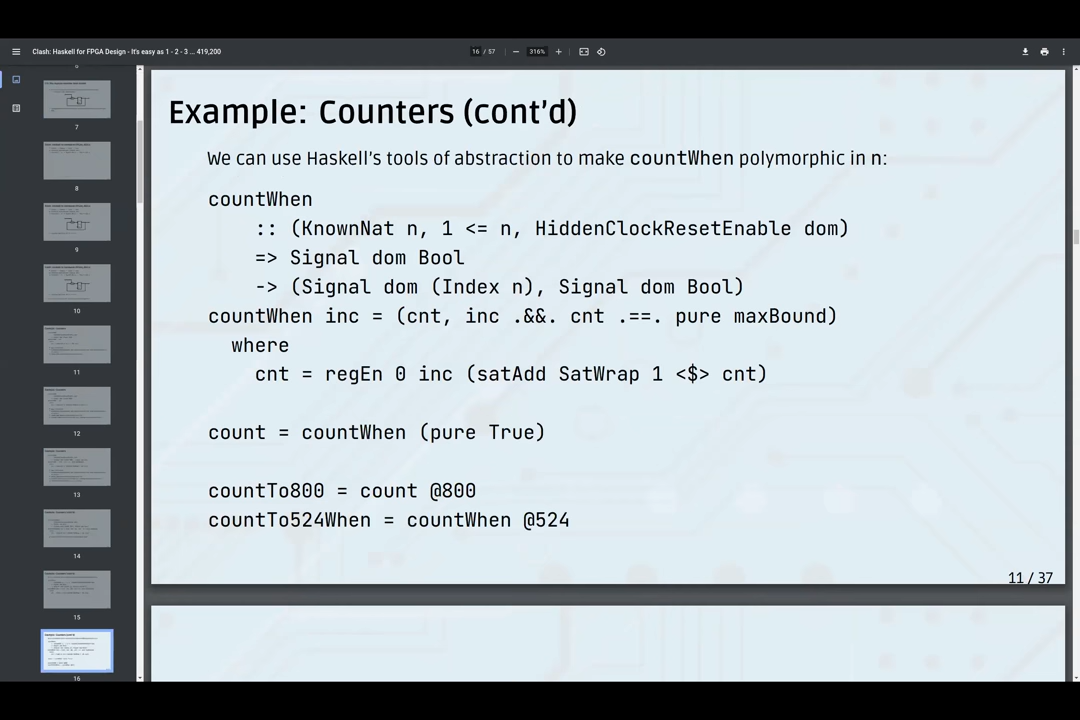 Clash: Haskell for FPGA Design - It's easy as 1 - 2 - 3 ... 419,200
16 / 57
316%
7
8
9
10
11
12
13
14
15
16
Example: Counters (cont'd)
We can use Haskell's tools of abstraction to make countWhen polymorphic in n:
countWhen
:: (KnownNat n, 1 <= n, HiddenClockResetEnable dom)
=> Signal dom Bool
-> (Signal dom (Index n), Signal dom Bool)
countWhen inc = (cnt, inc .&&. cnt .==. pure maxBound)
where
cnt = regEn 0 inc (satAdd SatWrap 1 <$> cnt)
count = countWhen (pure True)
countTo800 = count @800
countTo524When = countWhen @524
11 / 37